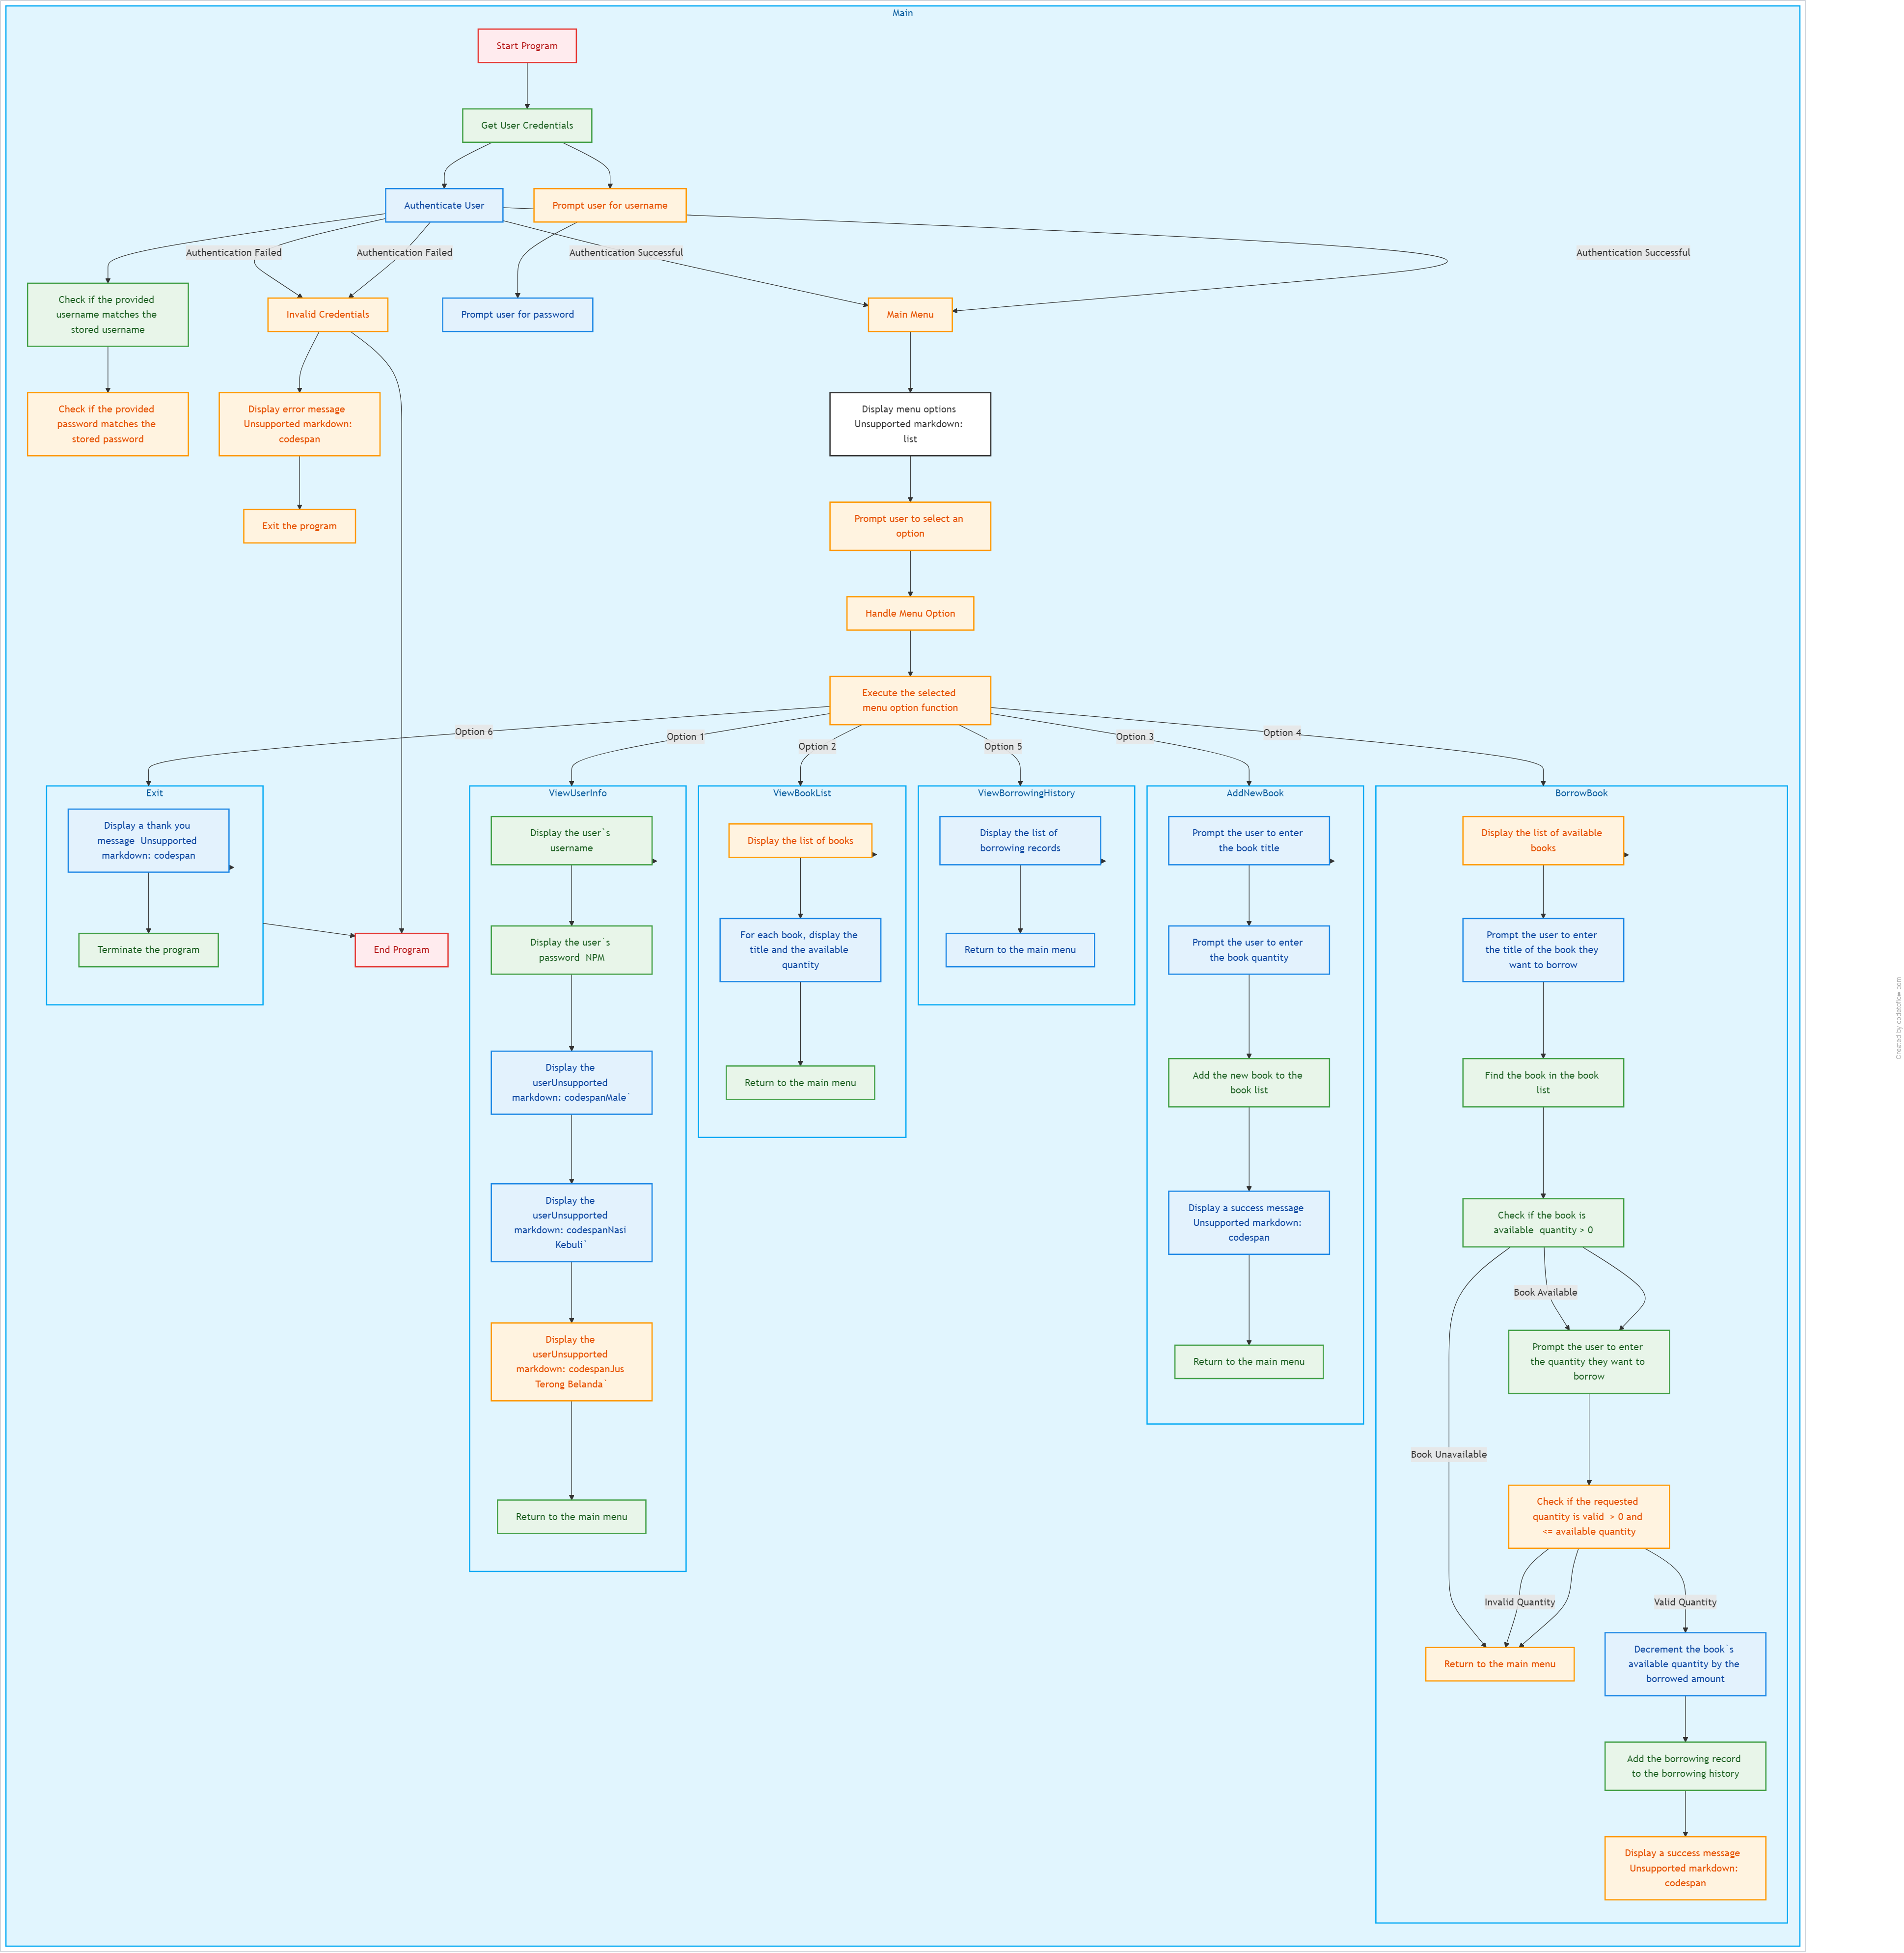 Main
Start Program
Get User Credentials
Authenticate User
Prompt user for username
Authentication Failed
Authentication Failed
Authentication Successful
Authentication Successful
Check if the provided
username matches the
stored username
Invalid Credentials
Prompt user for password
Main Menu
Check if the provided
password matches the
stored password
Display error message
Unsupported markdown:
codespan
Display menu options
Unsupported markdown:
list
Exit the program
Prompt user to select an
option
Handle Menu Option
Execute the selected
menu option function
Option 6
Option 1
Option 2
Option 5
Option 3
Option 4
Exit
Display a thank you
message Unsupported
markdown: codespan
Terminate the program
End Program
ViewUserInfo
Display the user`s
username
Display the user`s
password NPM
Display the
userUnsupported
markdown: codespanMale`
Display the
userUnsupported
markdown: codespanNasi
Kebuli`
Display the
userUnsupported
markdown: codespanJus
Terong Belanda`
Return to the main menu
ViewBookList
Display the list of books
For each book, display the
title and the available
quantity
Return to the main menu
ViewBorrowingHistory
Display the list of
borrowing records
Return to the main menu
AddNewBook
Prompt the user to enter
the book title
Prompt the user to enter
the book quantity
Add the new book to the
book list
Display a success message
Unsupported markdown:
codespan
Return to the main menu
BorrowBook
Display the list of available
books
Prompt the user to enter
the title of the book they
want to borrow
Find the book in the book
list
Check if the book is
available quantity > 0
Book Available
Prompt the user to enter
the quantity they want to
borrow
Book Unavailable
Check if the requested
quantity is valid > 0 and
<= available quantity
Invalid Quantity
Valid Quantity
Return to the main menu
Decrement the book`s
available quantity by the
borrowed amount
Add the borrowing record
to the borrowing history
Display a success message
Unsupported markdown:
codespan
Created by codetoflow.com